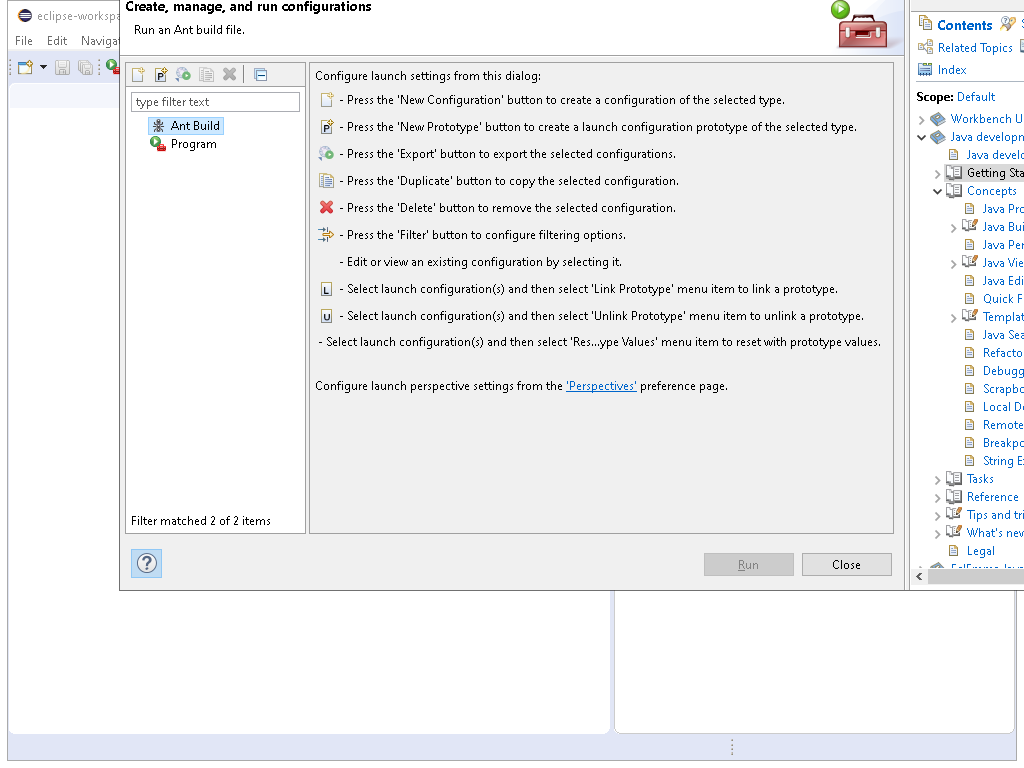 eclipse-workspa
File Edit Navigat
Create, manage, and run configurations
Run an Ant build file.
type filter text
Ant Build
Program
Filter matched 2 of 2 items
Configure launch settings from this dialog:
- Press the 'New Configuration' button to create a configuration of the selected type.
- Press the 'New Prototype' button to create a launch configuration prototype of the selected type.
- Press the 'Export' button to export the selected configurations.
- Press the 'Duplicate' button to copy the selected configuration.
- Press the 'Delete' button to remove the selected configuration.
- Press the 'Filter' button to configure filtering options.
- Edit or view an existing configuration by selecting it.
L - Select launch configuration(s) and then select 'Link Prototype' menu item to link a prototype.
U - Select launch configuration(s) and then select 'Unlink Prototype' menu item to unlink a prototype.
- Select launch configuration(s) and then select 'Res...ype Values' menu item to reset with prototype values.
Configure launch perspective settings from the 'Perspectives' preference page.
Run Close
Contents
Related Topics
Index
Scope: Default
Workbench U
Java developm
Java develo
Getting Sta
Concepts
Java Pro
Java Bui
Java Per
Java Vie
Java Edi
Quick F
Templat
Java Sea
Refacto
Debugg
Scrapbo
Local De
Remote
Breakpo
String Ex
Tasks
Reference
Tips and tri
What's new
Legal